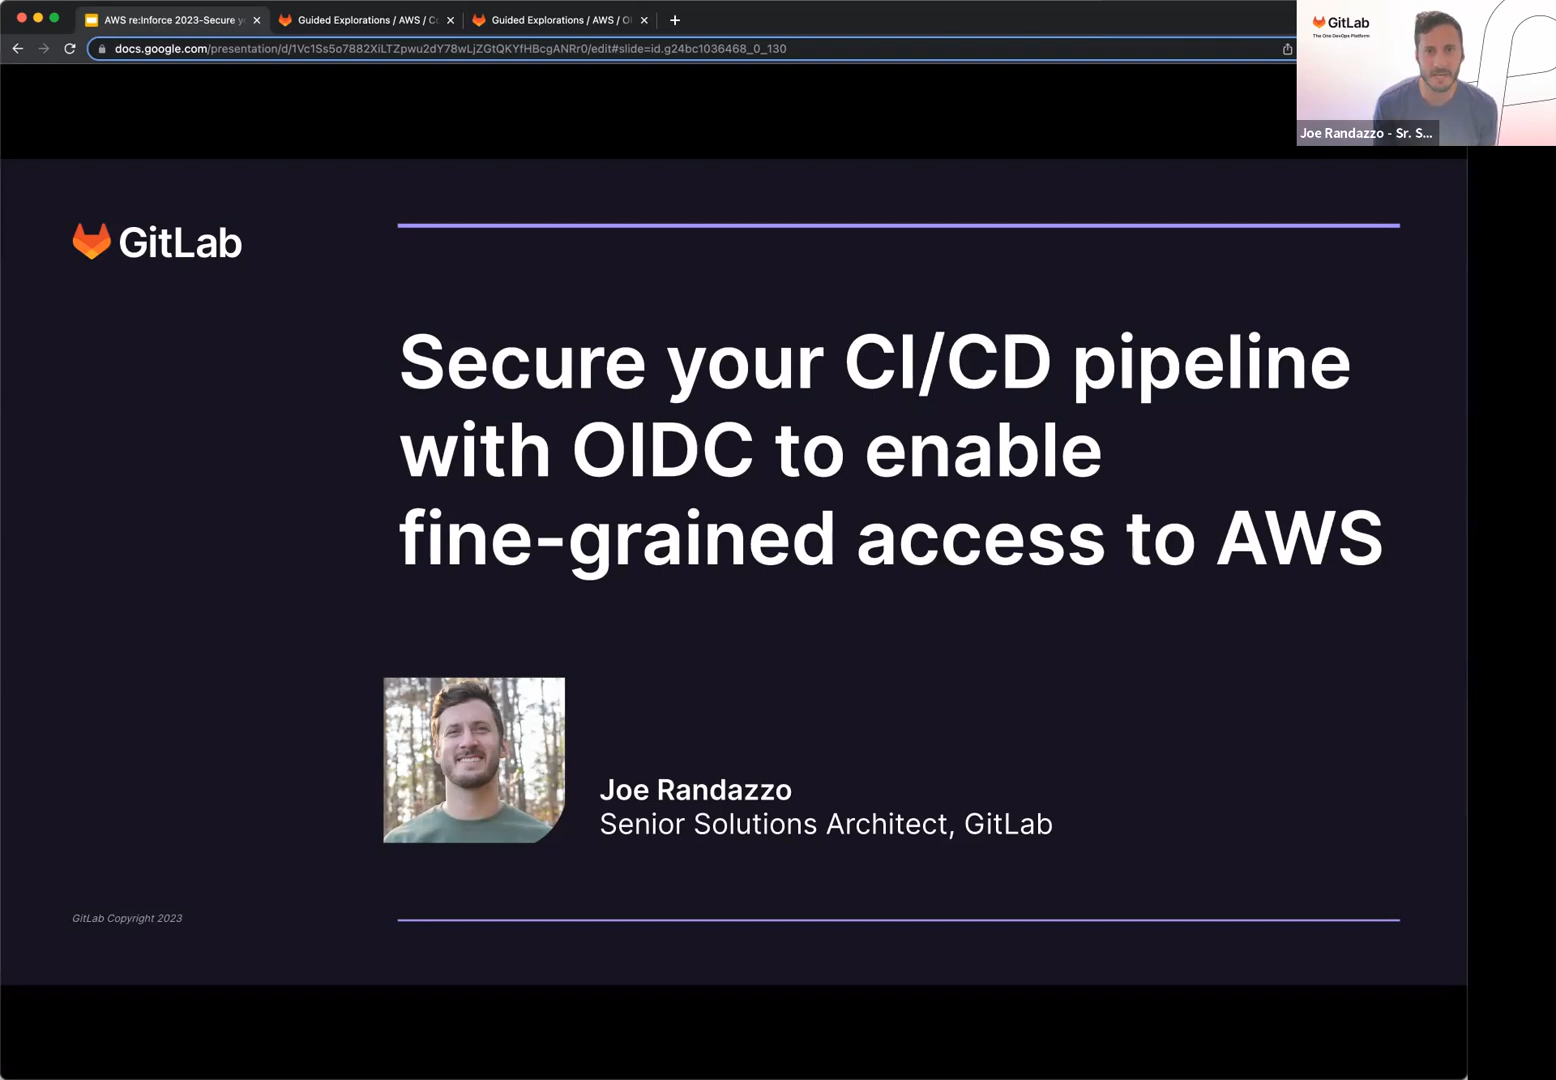 AWS re:Inforce 2023-Secure y
Guided Explorations / AWS / C
Guided Explorations / AWS / O
docs.google.com/presentation/d/1Vc1Ss5o7882XiLTZpwu2dY78wLjZGtQKYfHBcgANRr0/edit#slide=id.g24bc1036468_0_130
GitLab
The One DevOps Platform
Joe Randazzo - Sr. S...
GitLab
Secure your CI/CD pipeline
with OIDC to enable
fine-grained access to AWS
Joe Randazzo
Senior Solutions Architect, GitLab
GitLab Copyright 2023